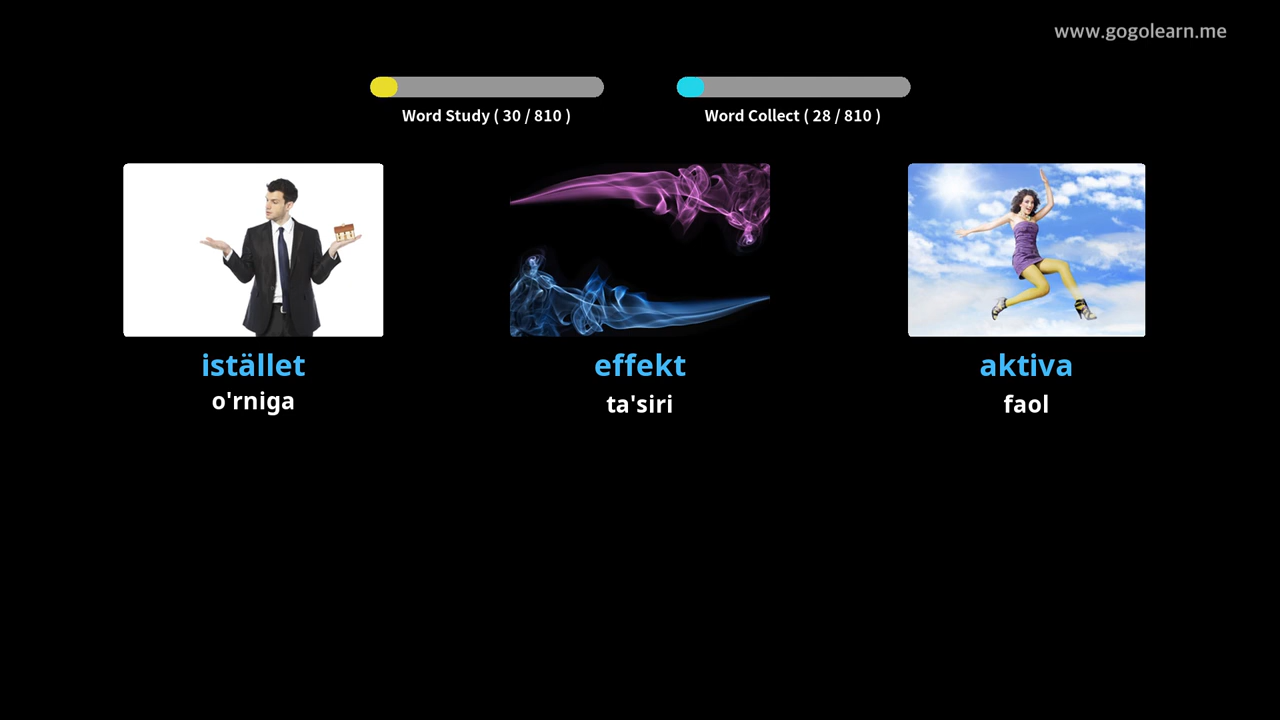 www.gogolearn.me
Word Study ( 30 / 810 )
Word Collect ( 28 / 810 )
istället
o'rniga
effekt
ta'siri
aktiva
faol